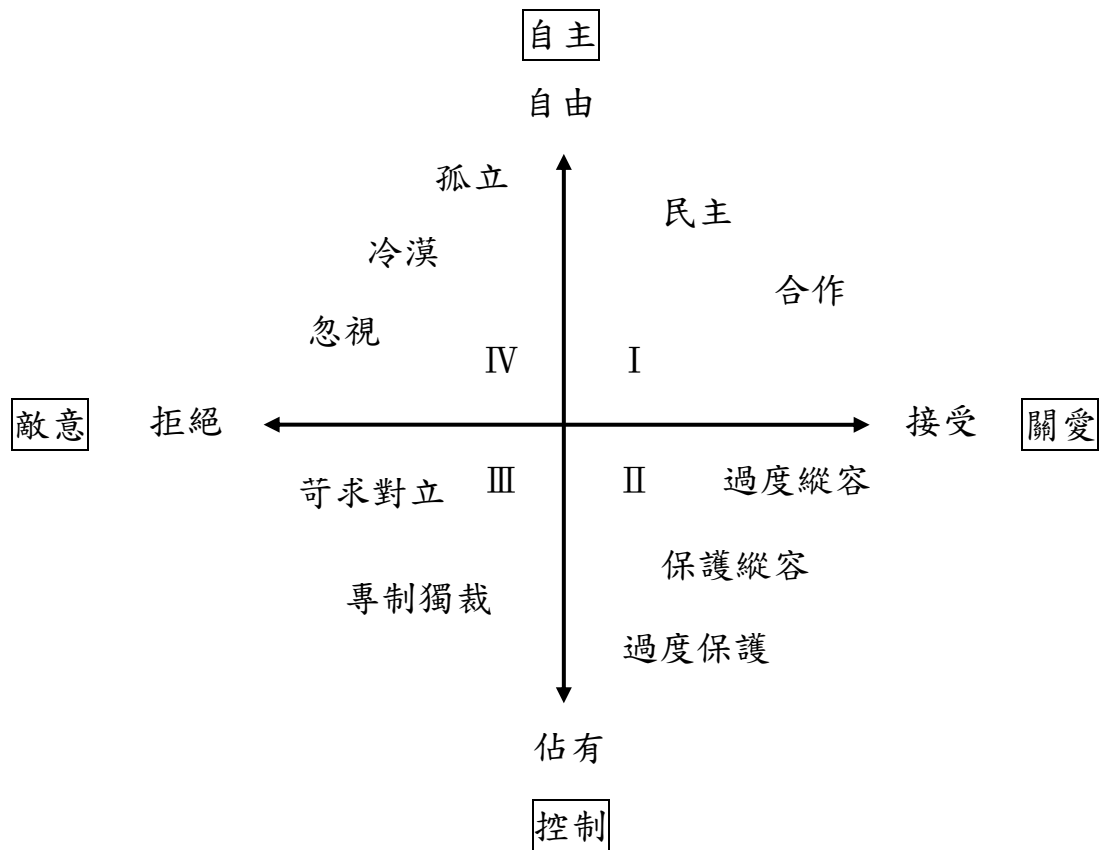 自主
自由
孤立
民主
冷漠
合作
忽視
Ⅳ
Ⅰ
敵意
拒絕
接受
關愛
苛求對立
Ⅲ
Ⅱ
過度縱容
保護縱容
專制獨裁
過度保護
佔有
控制